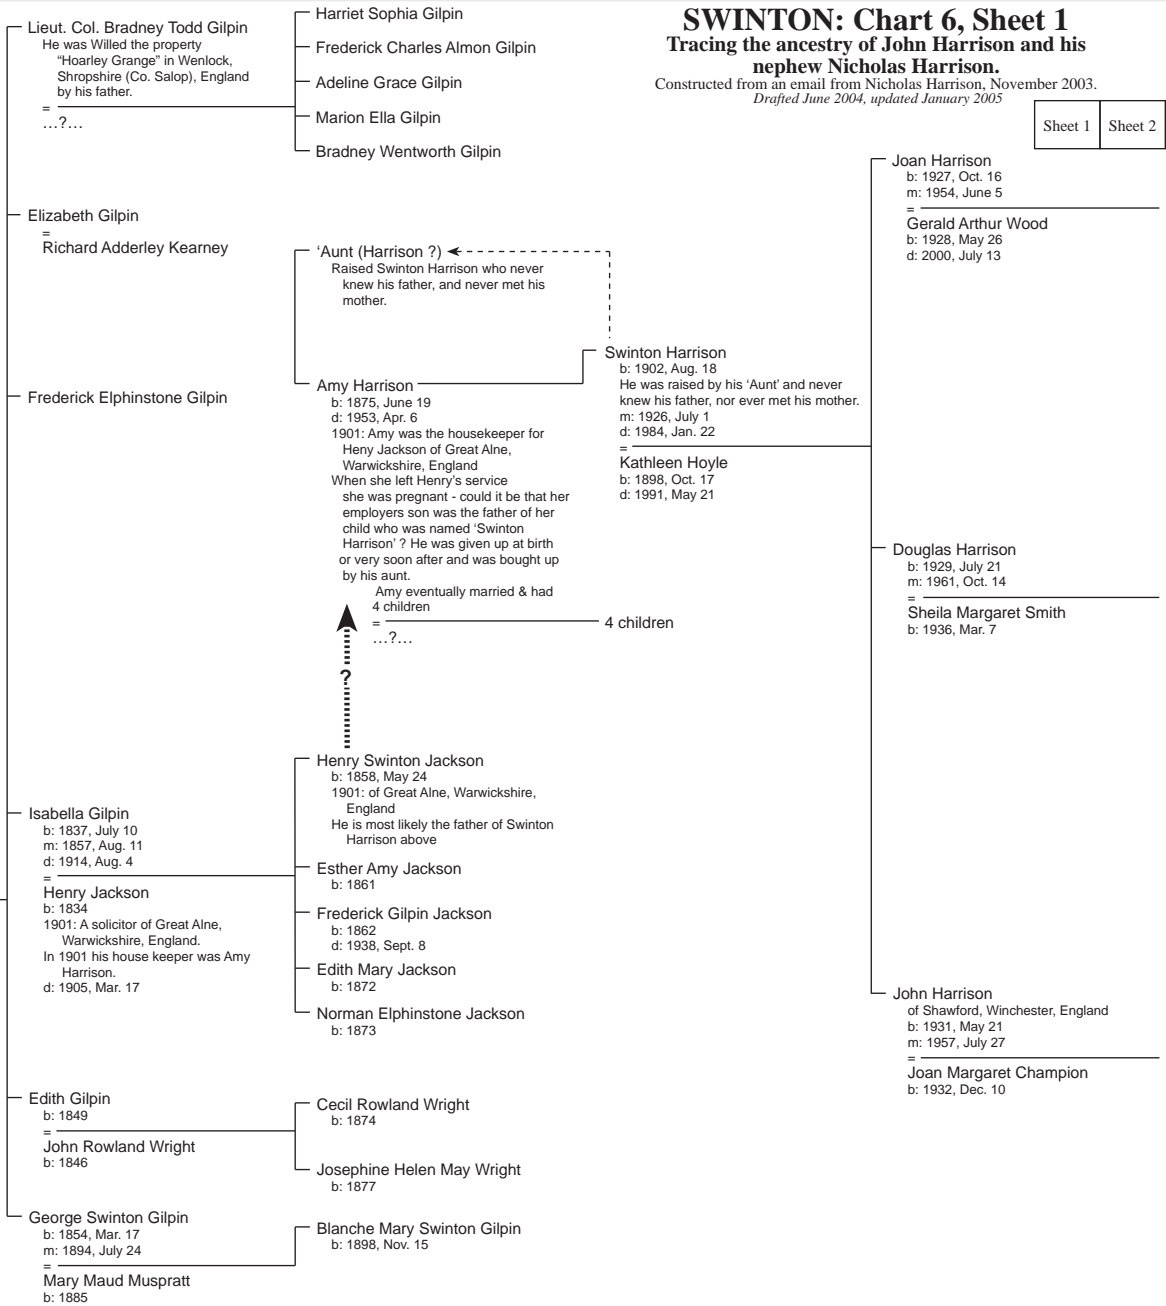 SWINTON: Chart 6, Sheet 1
Tracing the ancestry of John Harrison and his
nephew Nicholas Harrison.
Constructed from an email from Nicholas Harrison, November 2003.
Drafted June 2004, updated January 2005
Sheet 1
Sheet 2
Lieut. Col. Bradney Todd Gilpin
He was Willed the property
“Hoarley Grange” in Wenlock,
Shropshire (Co. Salop), England
by his father.
=
…?…
Elizabeth Gilpin
=
Richard Adderley Kearney
Frederick Elphinstone Gilpin
Isabella Gilpin
b: 1837, July 10
m: 1857, Aug. 11
d: 1914, Aug. 4
=
Henry Jackson
b: 1834
1901: A solicitor of Great Alne,
Warwickshire, England.
In 1901 his house keeper was Amy
Harrison.
d: 1905, Mar. 17
Edith Gilpin
b: 1849
=
John Rowland Wright
b: 1846
George Swinton Gilpin
b: 1854, Mar. 17
m: 1894, July 24
=
Mary Maud Muspratt
b: 1885
Harriet Sophia Gilpin
Frederick Charles Almon Gilpin
Adeline Grace Gilpin
Marion Ella Gilpin
Bradney Wentworth Gilpin
‘Aunt (Harrison ?)
Raised Swinton Harrison who never
knew his father, and never met his
mother.
Amy Harrison
b: 1875, June 19
d: 1953, Apr. 6
1901: Amy was the housekeeper for
Heny Jackson of Great Alne,
Warwickshire, England
When she left Henry’s service
she was pregnant - could it be that her
employers son was the father of her
child who was named ‘Swinton
Harrison’ ? He was given up at birth
or very soon after and was bought up
by his aunt.
Amy eventually married & had
4 children
=
…?…
4 children
?
Henry Swinton Jackson
b: 1858, May 24
1901: of Great Alne, Warwickshire,
England
He is most likely the father of Swinton
Harrison above
Esther Amy Jackson
b: 1861
Frederick Gilpin Jackson
b: 1862
d: 1938, Sept. 8
Edith Mary Jackson
b: 1872
Norman Elphinstone Jackson
b: 1873
Cecil Rowland Wright
b: 1874
Josephine Helen May Wright
b: 1877
Blanche Mary Swinton Gilpin
b: 1898, Nov. 15
Swinton Harrison
b: 1902, Aug. 18
He was raised by his ‘Aunt’ and never
knew his father, nor ever met his mother.
m: 1926, July 1
d: 1984, Jan. 22
=
Kathleen Hoyle
b: 1898, Oct. 17
d: 1991, May 21
Joan Harrison
b: 1927, Oct. 16
m: 1954, June 5
=
Gerald Arthur Wood
b: 1928, May 26
d: 2000, July 13
Douglas Harrison
b: 1929, July 21
m: 1961, Oct. 14
=
Sheila Margaret Smith
b: 1936, Mar. 7
John Harrison
of Shawford, Winchester, England
b: 1931, May 21
m: 1957, July 27
=
Joan Margaret Champion
b: 1932, Dec. 10